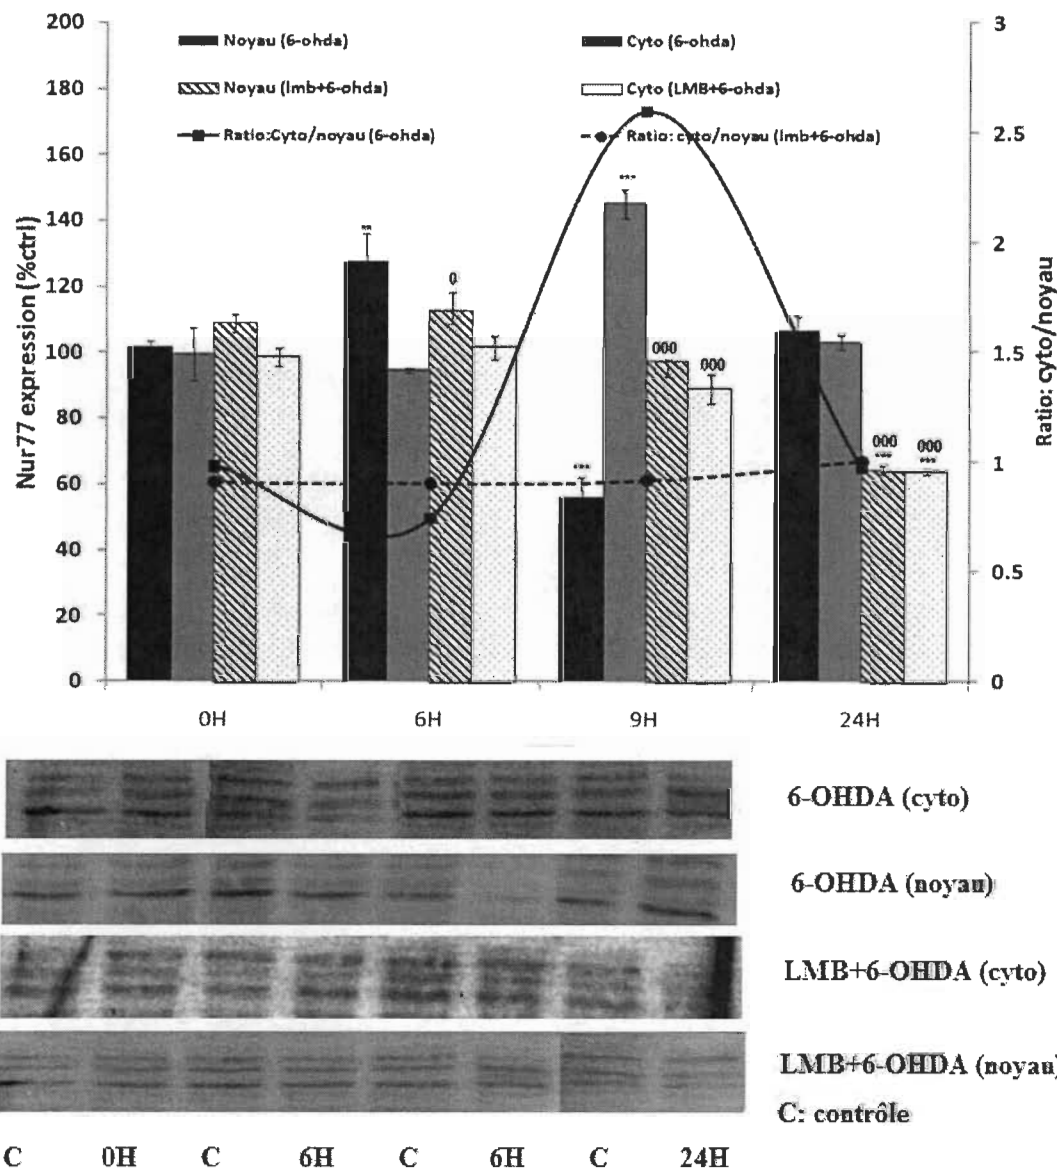 Noyau (6-ohda)
Cyto (6-ohda)
Noyau (lmb+6-ohda)
Cyto (LMB+6-ohda)
Ratio:Cyto/noyau (6-ohda)
Ratio: cyto/noyau (lmb+6-ohda)
Nur77 expression (%ctrl)
200
180
160
140
120
100
80
60
40
20
0
**
0
***
***
000
000
000
***
000
***
3
2.5
2
1.5
1
0.5
0
Ratio: cyto/noyau
0H
6H
9H
24H
6-OHDA (cyto)
6-OHDA (noyau)
LMB+6-OHDA (cyto)
LMB+6-OHDA (noyau)
C: contrôle
C 0H C 6H C 6H C 24H